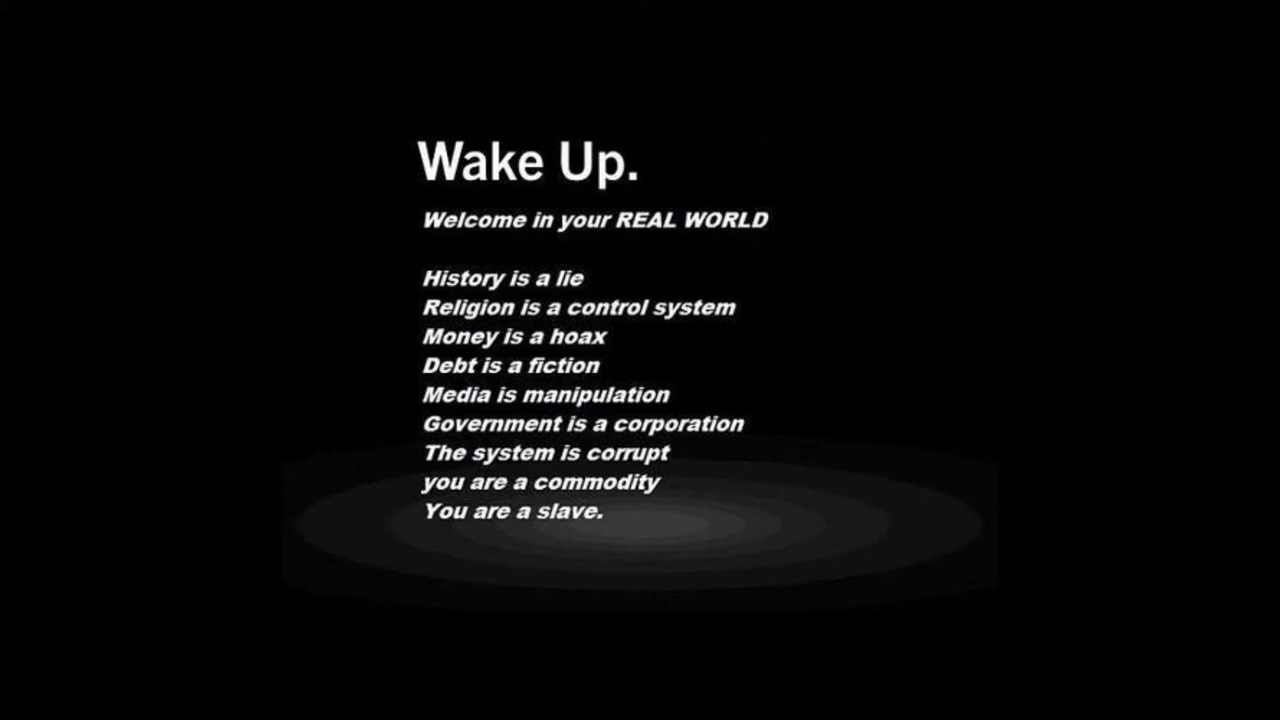 Wake Up.
Welcome in your REAL WORLD
History is a lie
Religion is a control system
Money is a hoax
Debt is a fiction
Media is manipulation
Government is a corporation
The system is corrupt
you are a commodity
You are a slave.